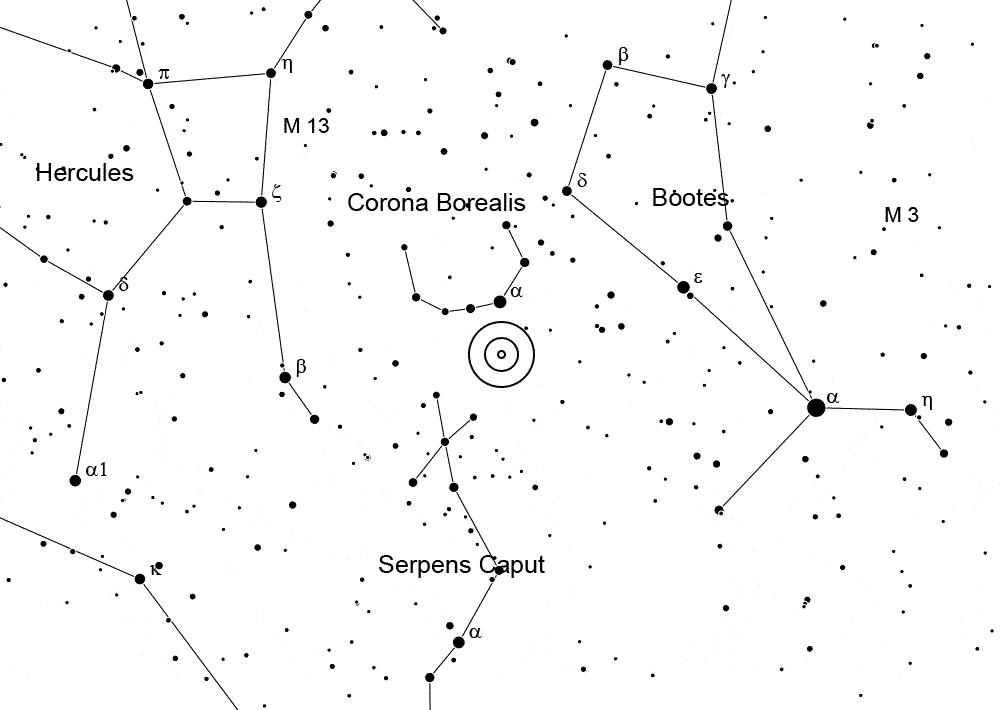 β
π
η
γ
M 13
Hercules
δ
ζ
Bootes
Corona Borealis
M 3
ε
δ
α
β
α
η
α1
Serpens Caput
κ
α